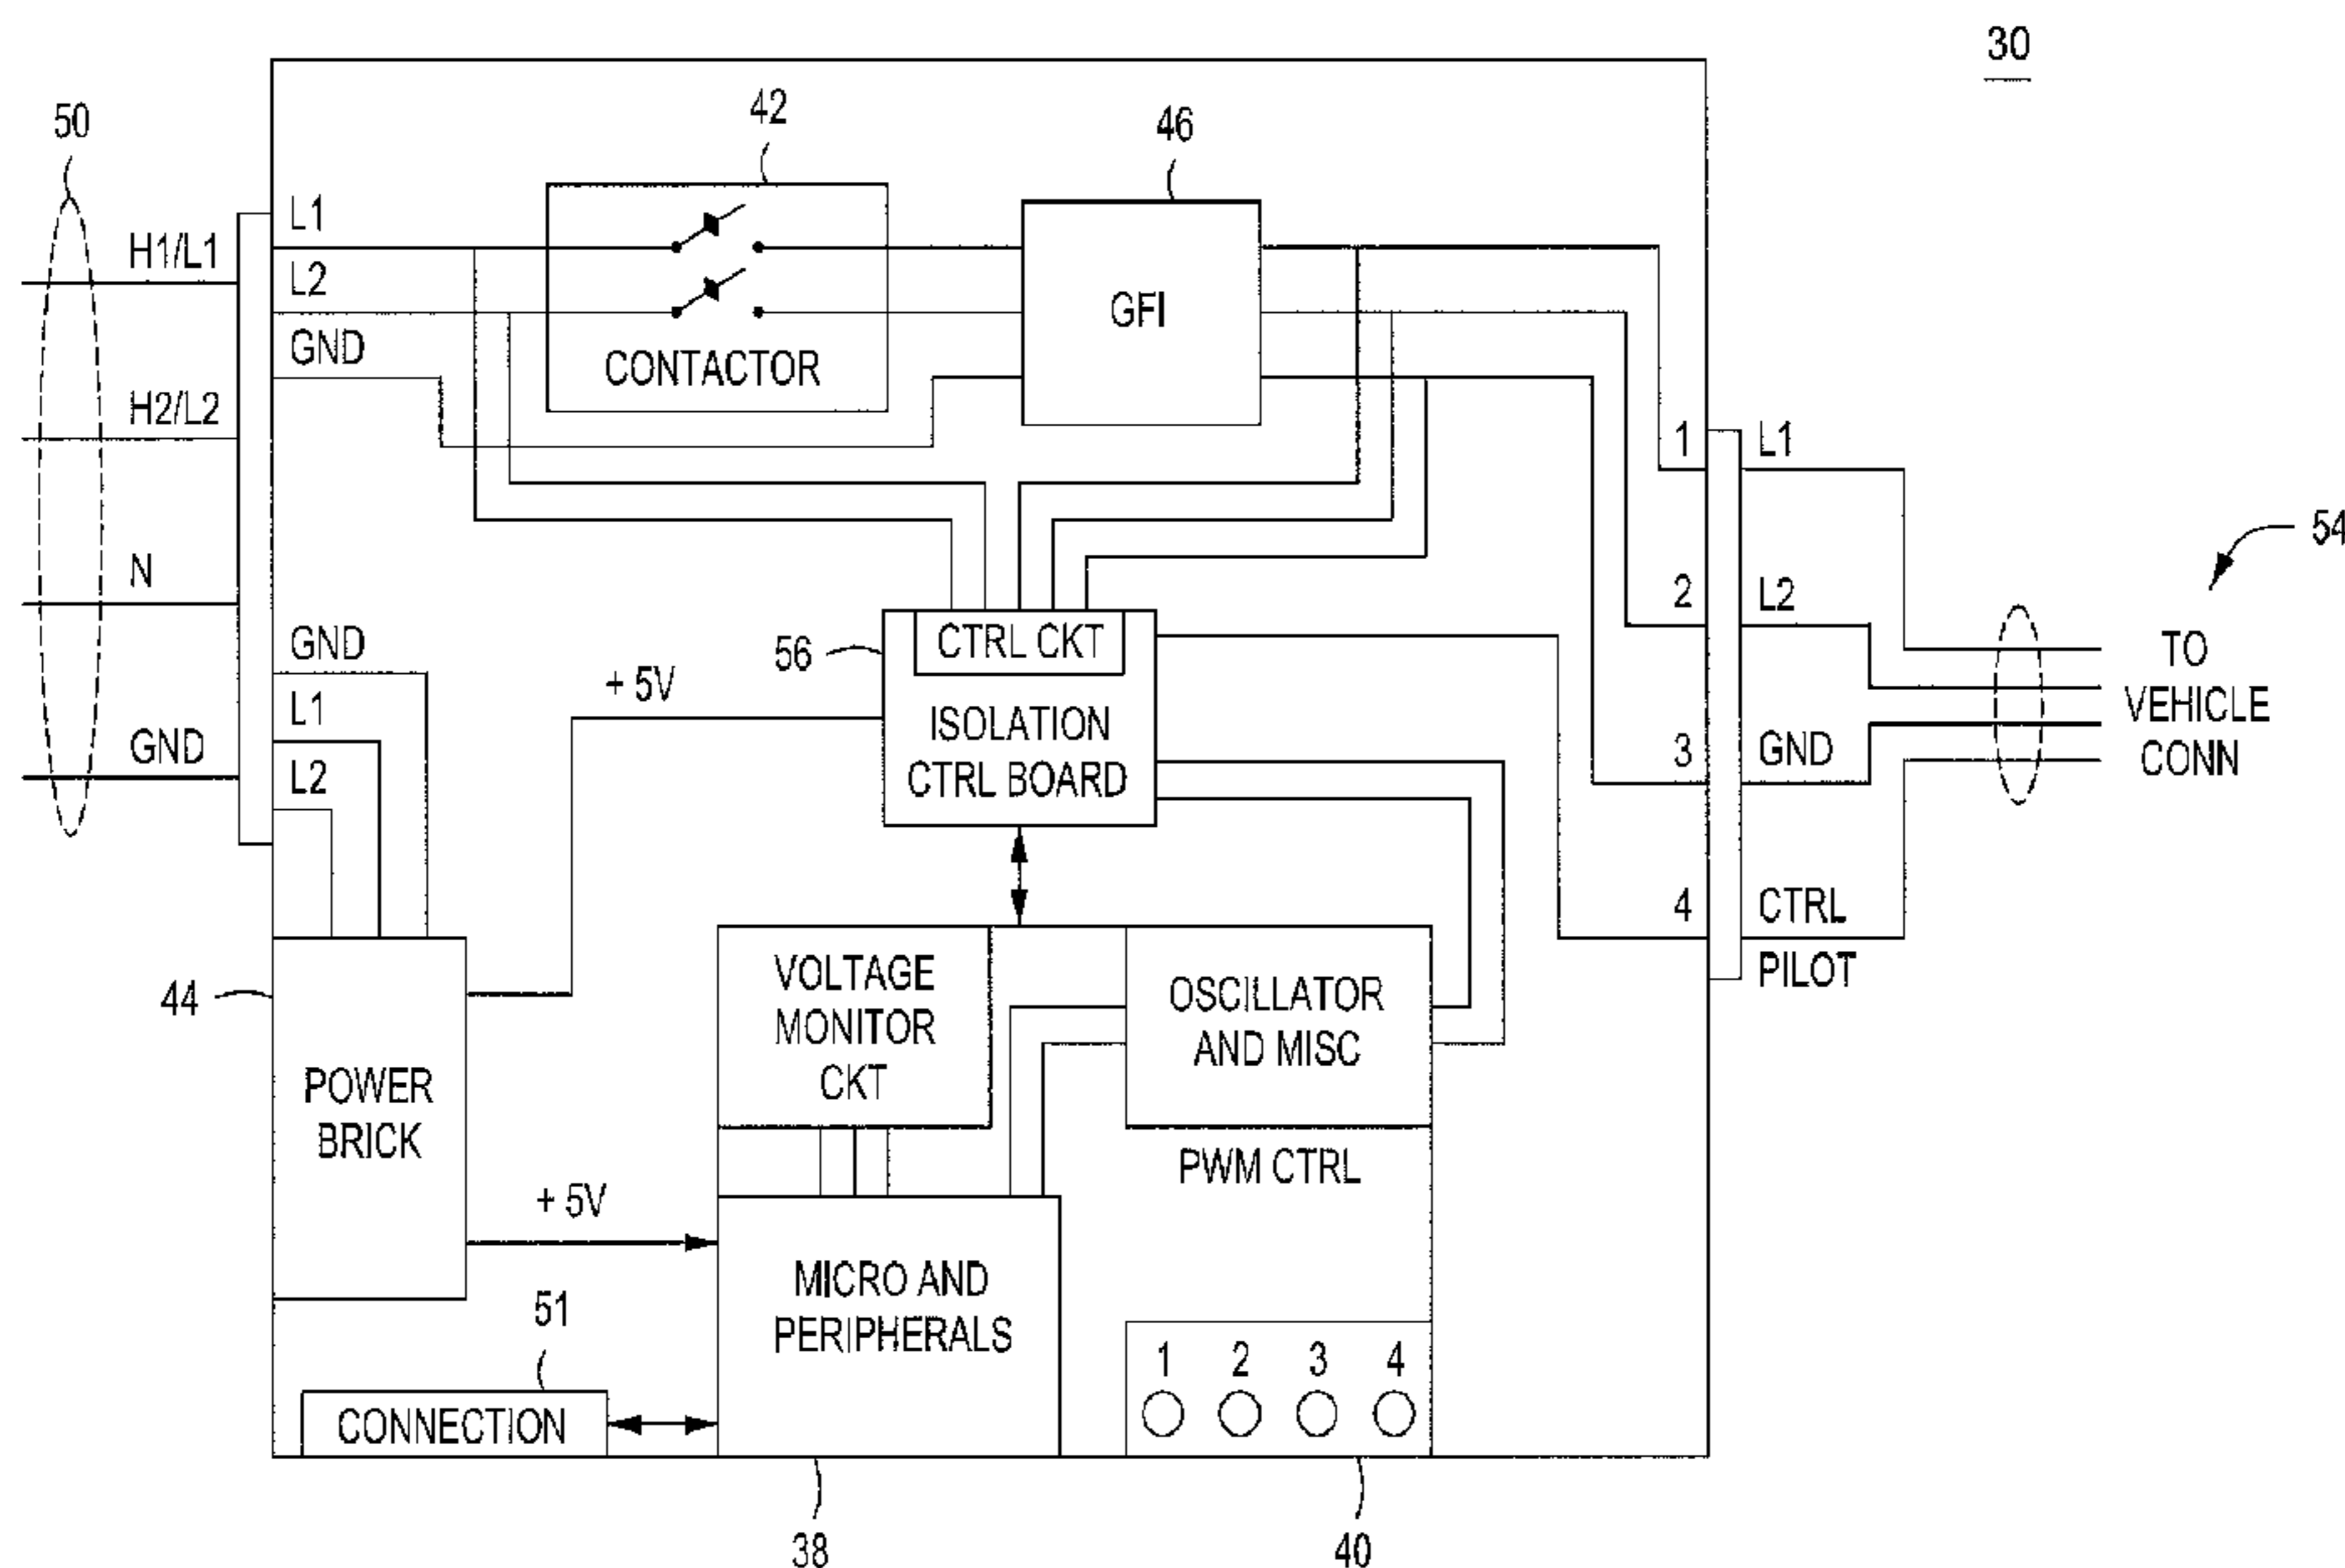 30
50
42
46
H1/L1
L1
L2
GND
CONTACTOR
GFI
H2/L2
N
GND
1
L1
2
L2
3
GND
4
CTRL
PILOT
54
TO
VEHICLE
CONN
GND
L1
L2
+ 5V
56
CTRL CKT
ISOLATION
CTRL BOARD
44
POWER
BRICK
+ 5V
VOLTAGE
MONITOR
CKT
OSCILLATOR
AND MISC
PWM CTRL
MICRO AND
PERIPHERALS
51
CONNECTION
1 2 3 4
38
40